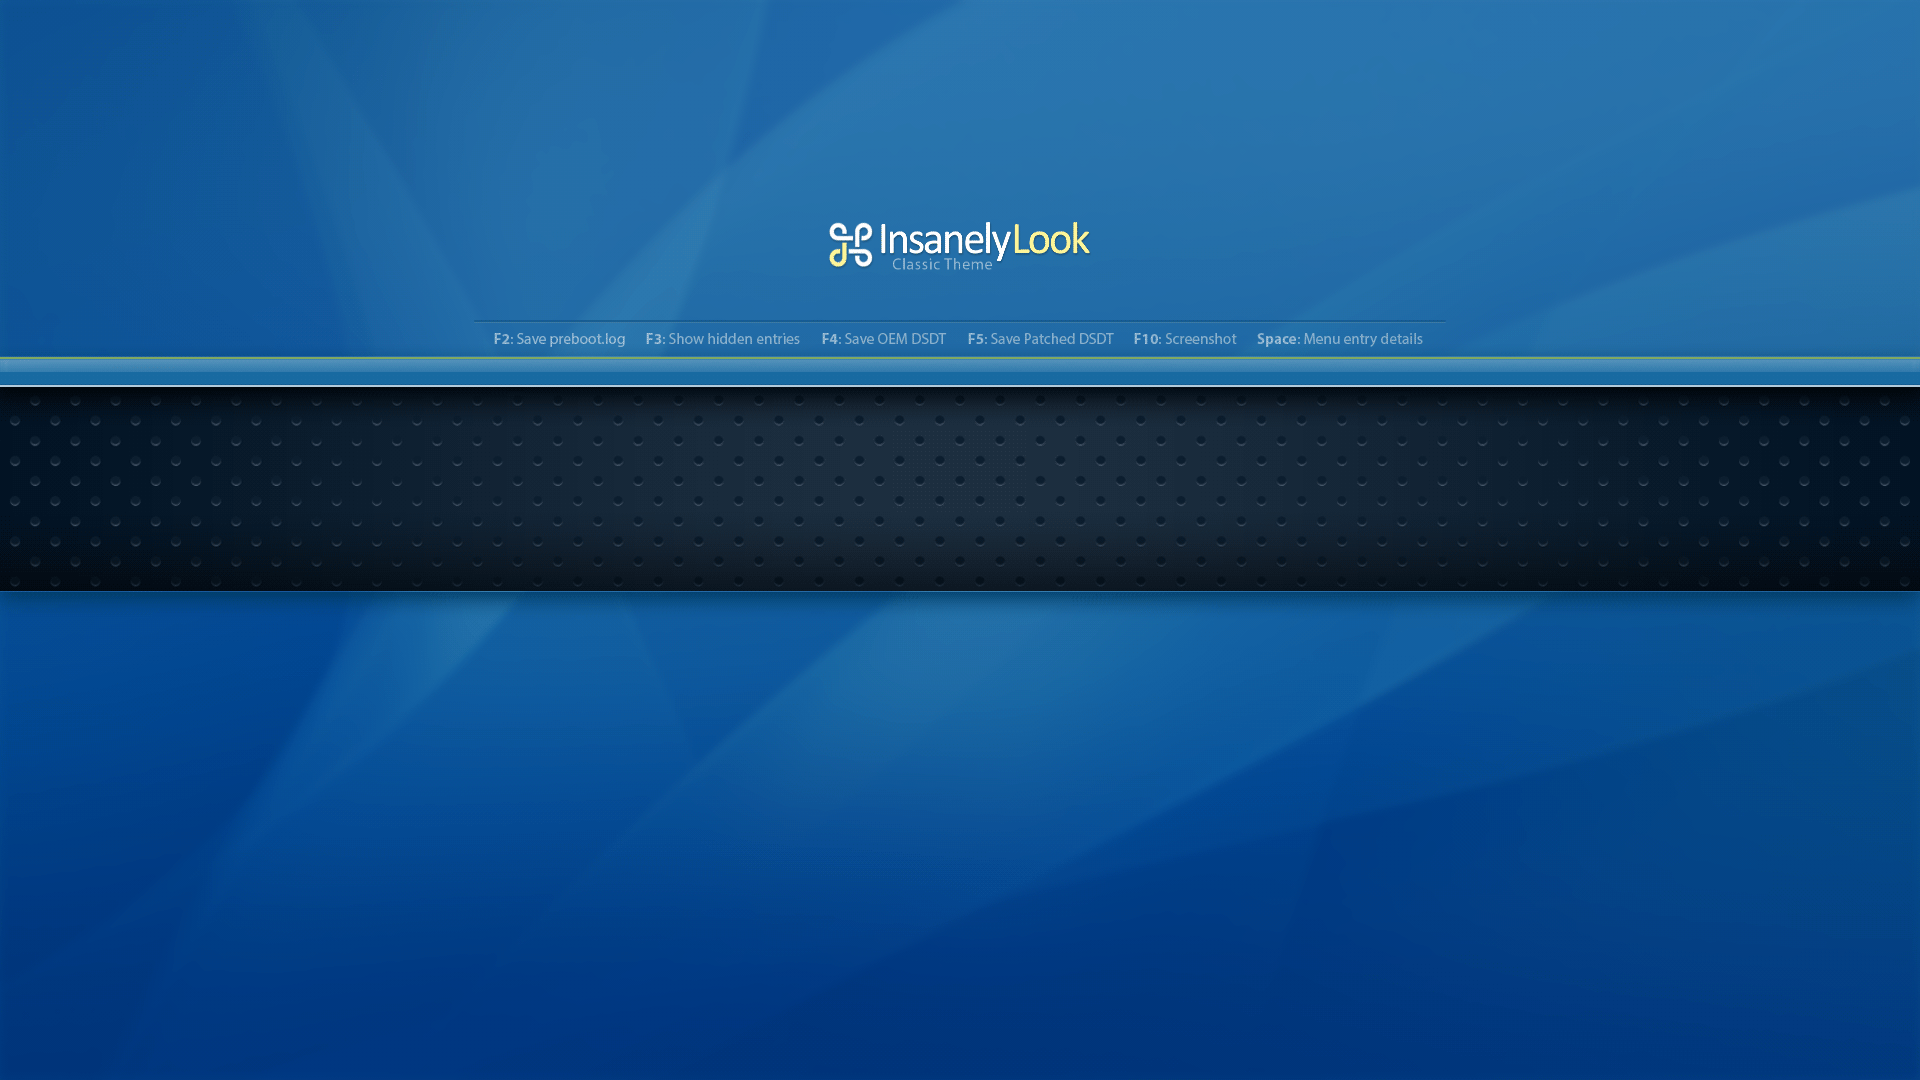 InsanelyLook
Classic Theme
F2: Save preboot.log F3: Show hidden entries F4: Save OEM DSDT F5: Save Patched DSDT F10: Screenshot Space: Menu entry details